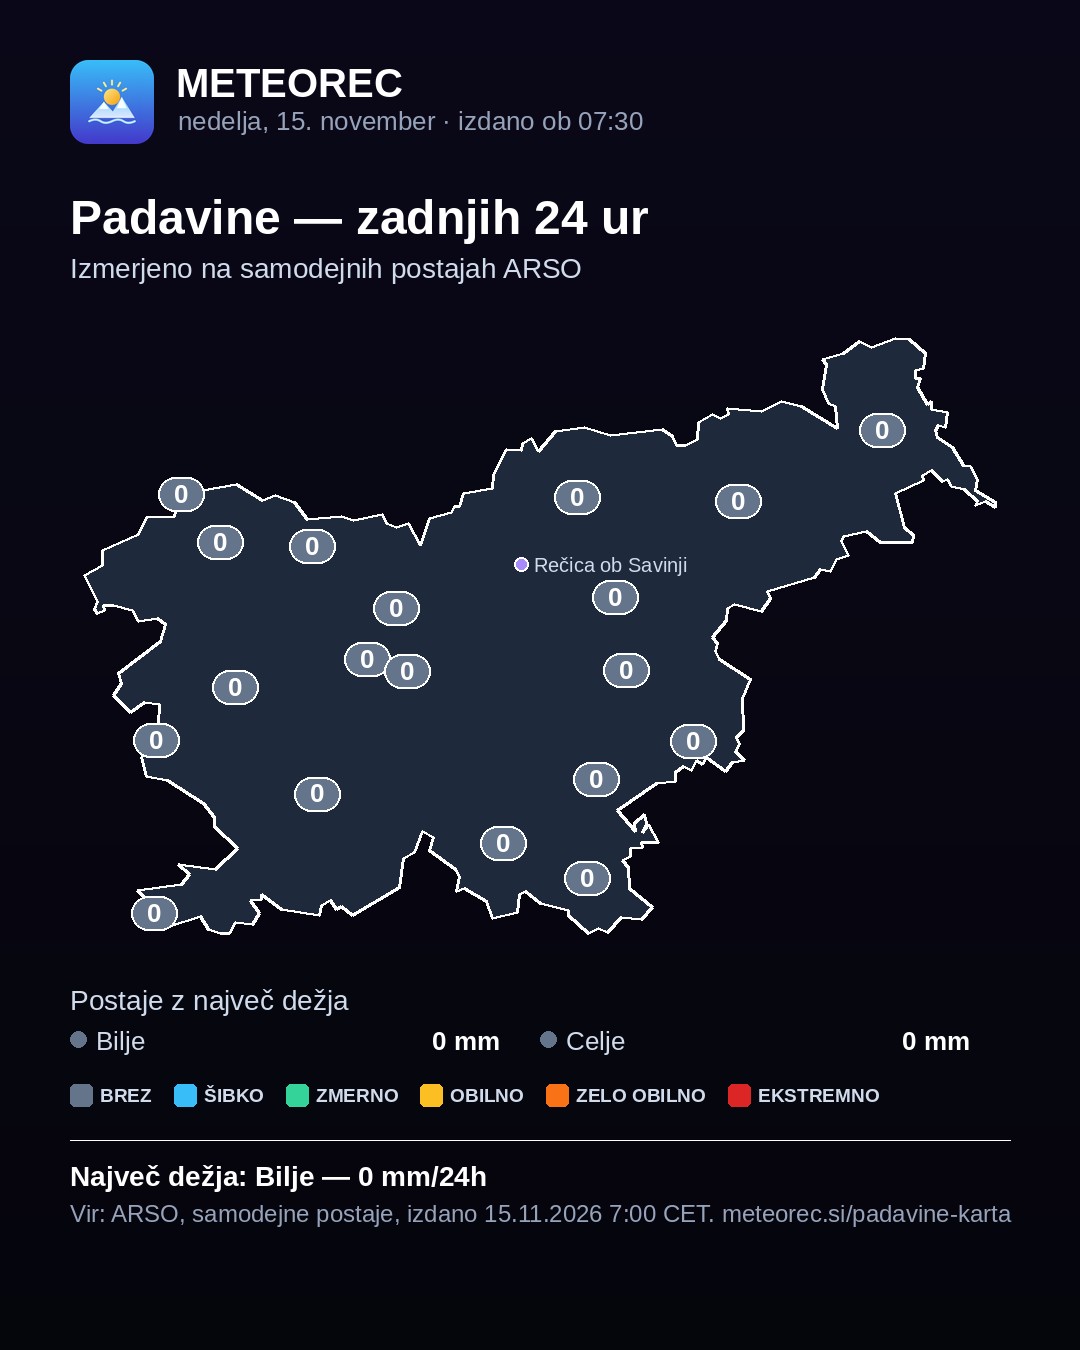 METEOREC
nedelja, 15. november · izdano ob 07:30
Padavine — zadnjih 24 ur
Izmerjeno na samodejnih postajah ARSO
0
0
0
0
0
0
0
Rečica ob Savinji
0
0
0
0
0
0
0
0
0
0
0
0
0
Postaje z največ dežja
Bilje 0 mm Celje 0 mm
BREZ ŠIBKO ZMERNO OBILNO ZELO OBILNO EKSTREMNO
Največ dežja: Bilje — 0 mm/24h
Vir: ARSO, samodejne postaje, izdano 15.11.2026 7:00 CET. meteorec.si/padavine-karta